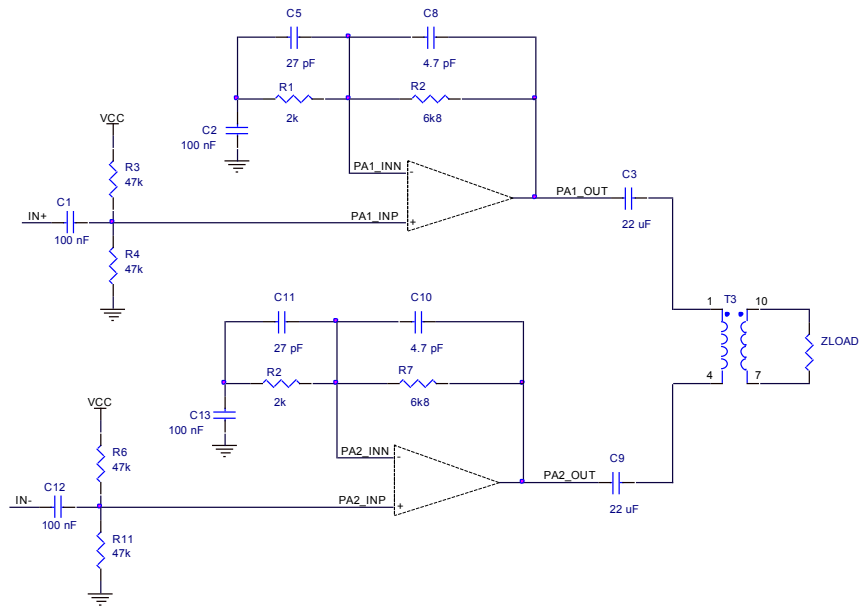 C5
C8
27 pF
4.7 pF
R1
R2
2k
6k8
C2
100 nF
VCC
R3
47k
PA1_INN
-
C1
C3
PA1_OUT
IN+
PA1_INP
+
100 nF
22 uF
R4
47k
C11
C10
1
T3
10
27 pF
4.7 pF
ZLOAD
R2
R7
4
7
2k
6k8
C13
100 nF
VCC
R6
47k
PA2_INN
-
C12
C9
PA2_OUT
IN-
PA2_INP
+
100 nF
22 uF
R11
47k